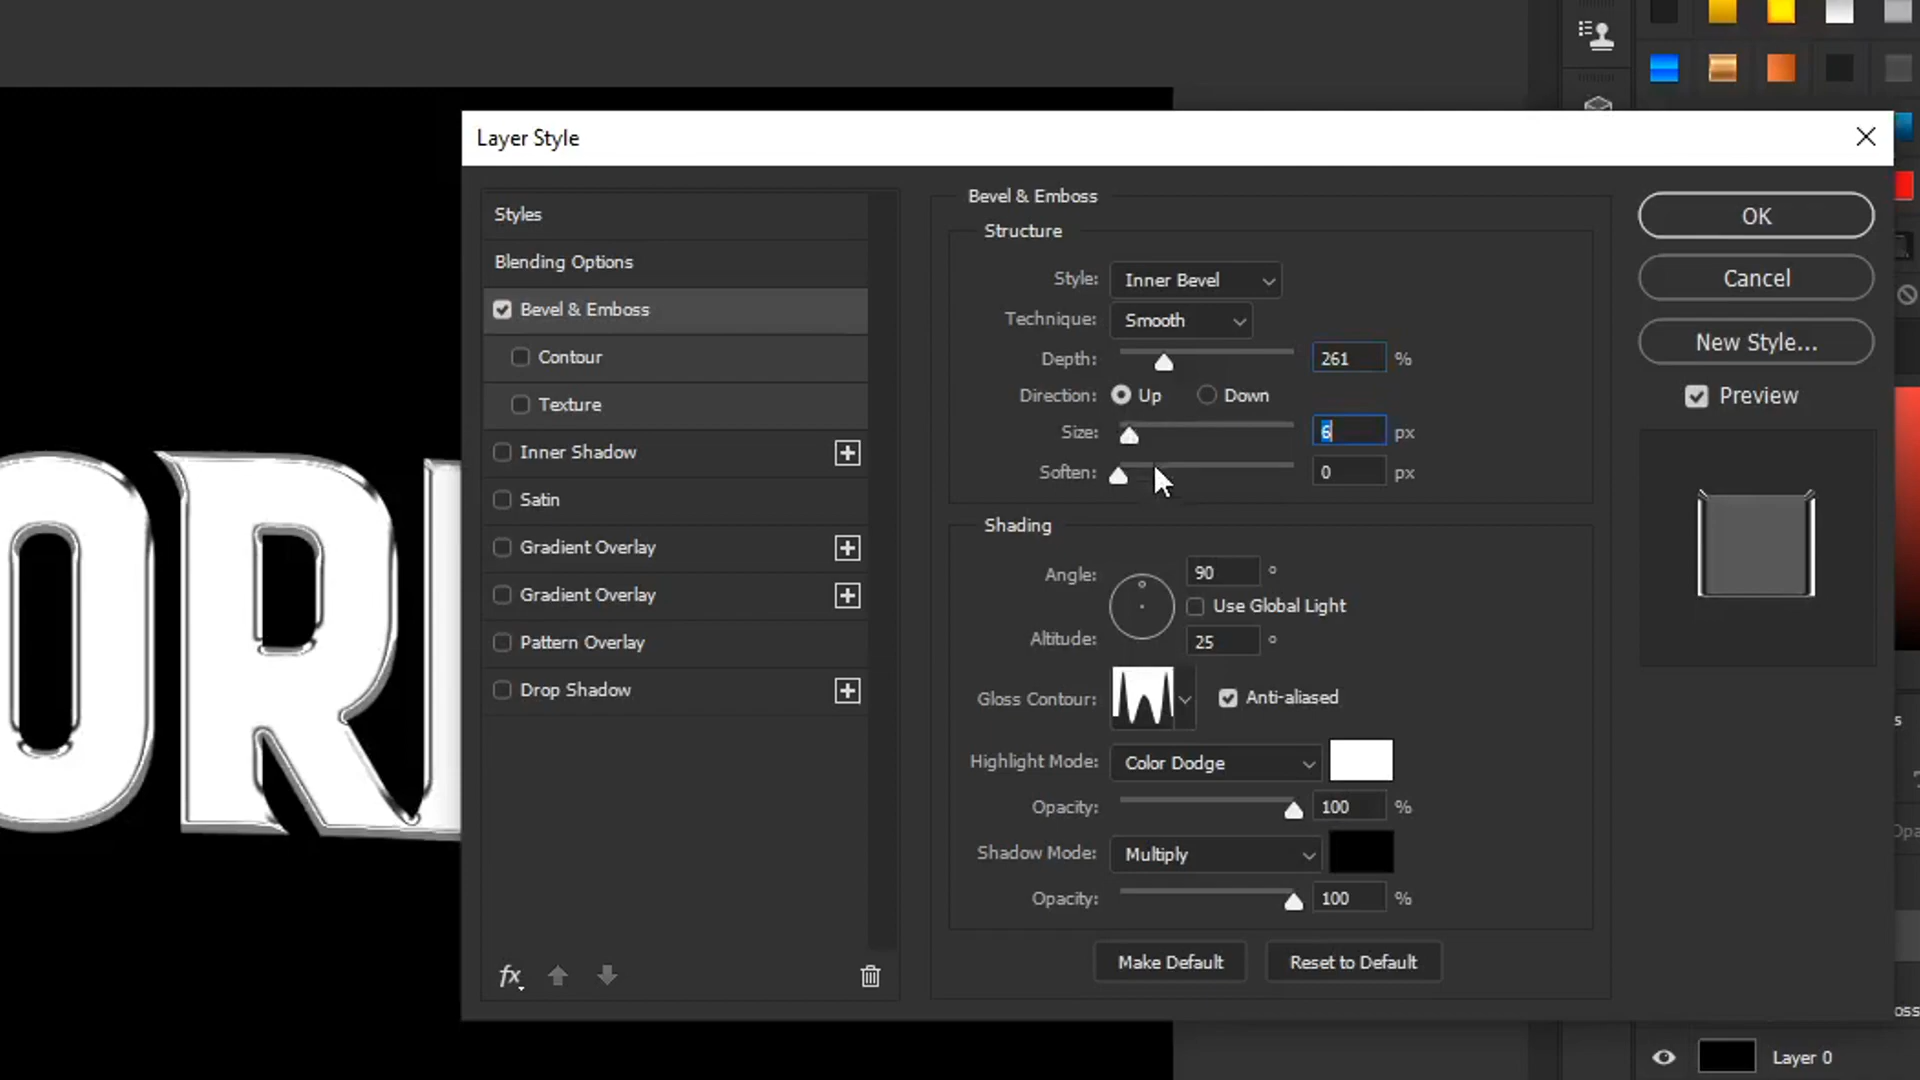 Layer Style
Styles
Blending Options
Bevel & Emboss
Contour
Texture
Inner Shadow
Satin
Gradient Overlay
Gradient Overlay
Pattern Overlay
Drop Shadow
fx
Bevel & Emboss
Structure
Style: Inner Bevel
Technique: Smooth
Depth: 261 %
Direction: Up Down
Size: 6 px
Soften: 0 px
Shading
Angle: 90 °
Use Global Light
Altitude: 25 °
Gloss Contour: Anti-aliased
Highlight Mode: Color Dodge
Opacity: 100 %
Shadow Mode: Multiply
Opacity: 100 %
Make Default Reset to Default
OK
Cancel
New Style...
Preview
OR
Layer 0